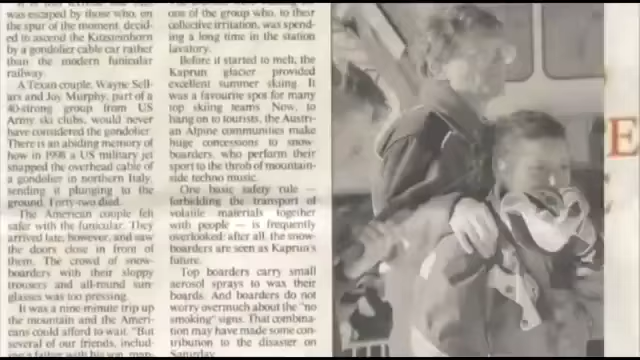 was escaped by those who, on
the spur of the moment, decid-
ed to ascend the Kitzsteinhorn
by a gondolier cable car rather
than the modern funicular
railway.
A Texan couple, Wayne Sell-
ars and Joy Murphy, part of a
40-strong group from US
Army ski clubs, would never
have considered the gondolier.
There is an abiding memory of
how in 1998 a US military jet
snapped the overhead cable of
a gondolier in northern Italy,
sending it plunging to the
ground. Forty-two died.
The American couple felt
safer with the funicular. They
arrived late, however, and saw
the doors close in front of
them. The crowd of snow-
boarders with their sloppy
trousers and all-round sun-
glasses was too pressing.
It was a nine-minute trip up
the mountain and the Ameri-
cans could afford to wait. "But
several of our friends, includ-
ing a father with his son, man-
one of the group who, to their
collective irritation, was spend-
ing a long time in the station
lavatory.
Before it started to melt, the
Kaprun glacier provided
excellent summer skiing. It
was a favourite spot for many
top skiing teams. Now, to
hang on to tourists, the Austri-
an Alpine communities make
huge concessions to snow-
boarders, who perform their
sport to the throb of mountain-
side techno music.
One basic safety rule —
forbidding the transport of
volatile materials together
with people — is frequently
overlooked: after all, the snow-
boarders are seen as Kaprun's
future.
Top boarders carry small
aerosol sprays to wax their
boards. And boarders do not
worry overmuch about the "no
smoking" signs. That combina-
tion may have made some con-
tribution to the disaster on
Saturday.
E